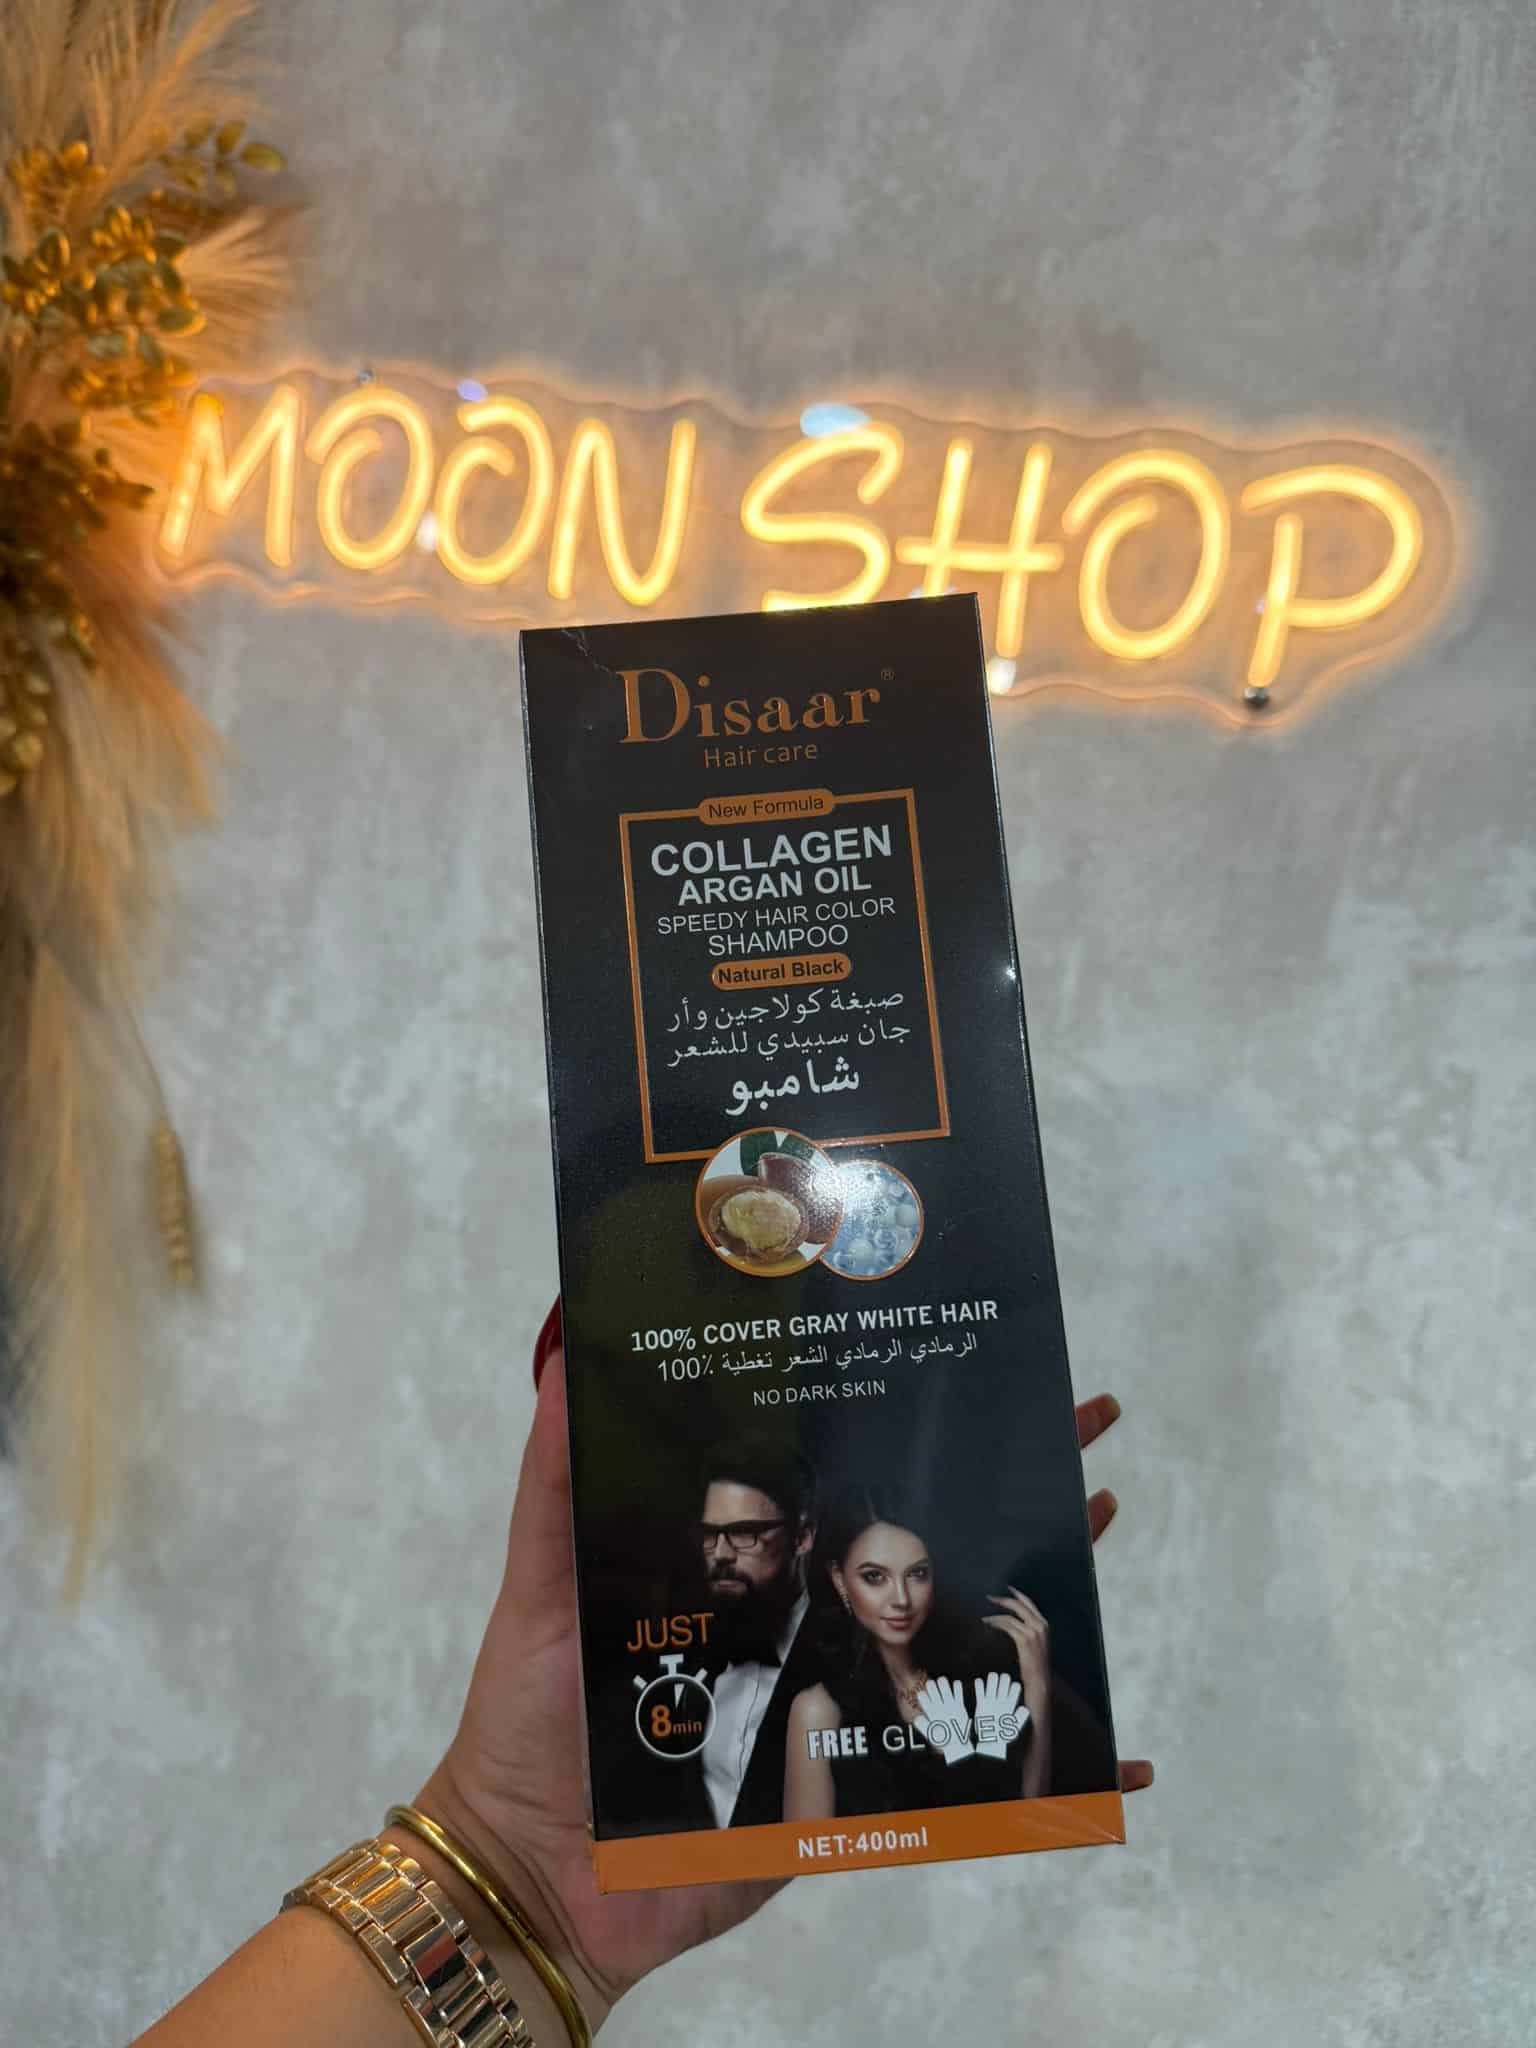 MOON SHOP
Disaar®
Hair care
New Formula
COLLAGEN
ARGAN OIL
SPEEDY HAIR COLOR
SHAMPOO
Natural Black
صبغة كولاجين وأر
جان سبيدي للشعر
شامبو
100% COVER GRAY WHITE HAIR
الرمادي الرمادي الشعر تغطية 100٪
NO DARK SKIN
JUST
8min
FREE GLOVES
NET:400ml